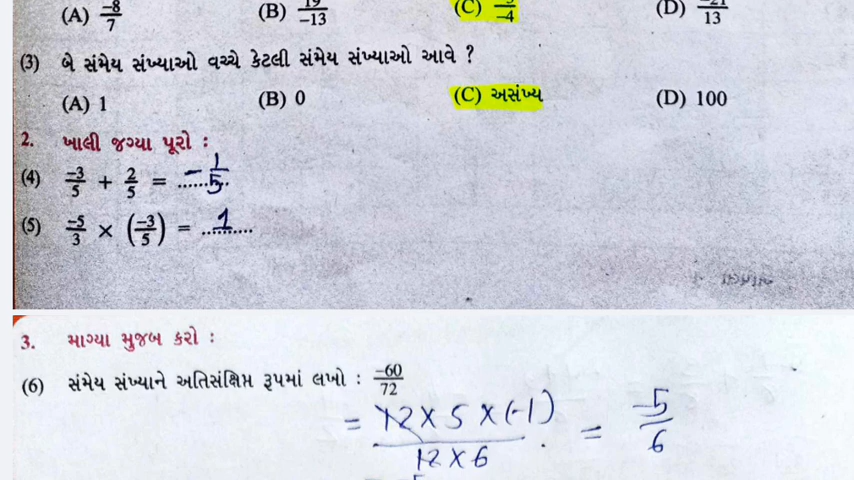 (A) -8/7 (B) 19/-13 (C) /-4 (D) -21/13
(3) બે સંમેય સંખ્યાઓ વચ્ચે કેટલી સંમેય સંખ્યાઓ આવે ?
(A) 1 (B) 0 (C) અસંખ્ય (D) 100
2. ખાલી જગ્યા પૂરો :
(4) -3/5 + 2/5 = ...... -1/5
(5) -5/3 × (-3/5) = ...1......
3. માગ્યા મુજબ કરો :
(6) સંમેય સંખ્યાને અતિસંક્ષિપ્ત રૂપમાં લખો : -60/72
= 12 × 5 × (-1) / 12 × 6 = -5/6